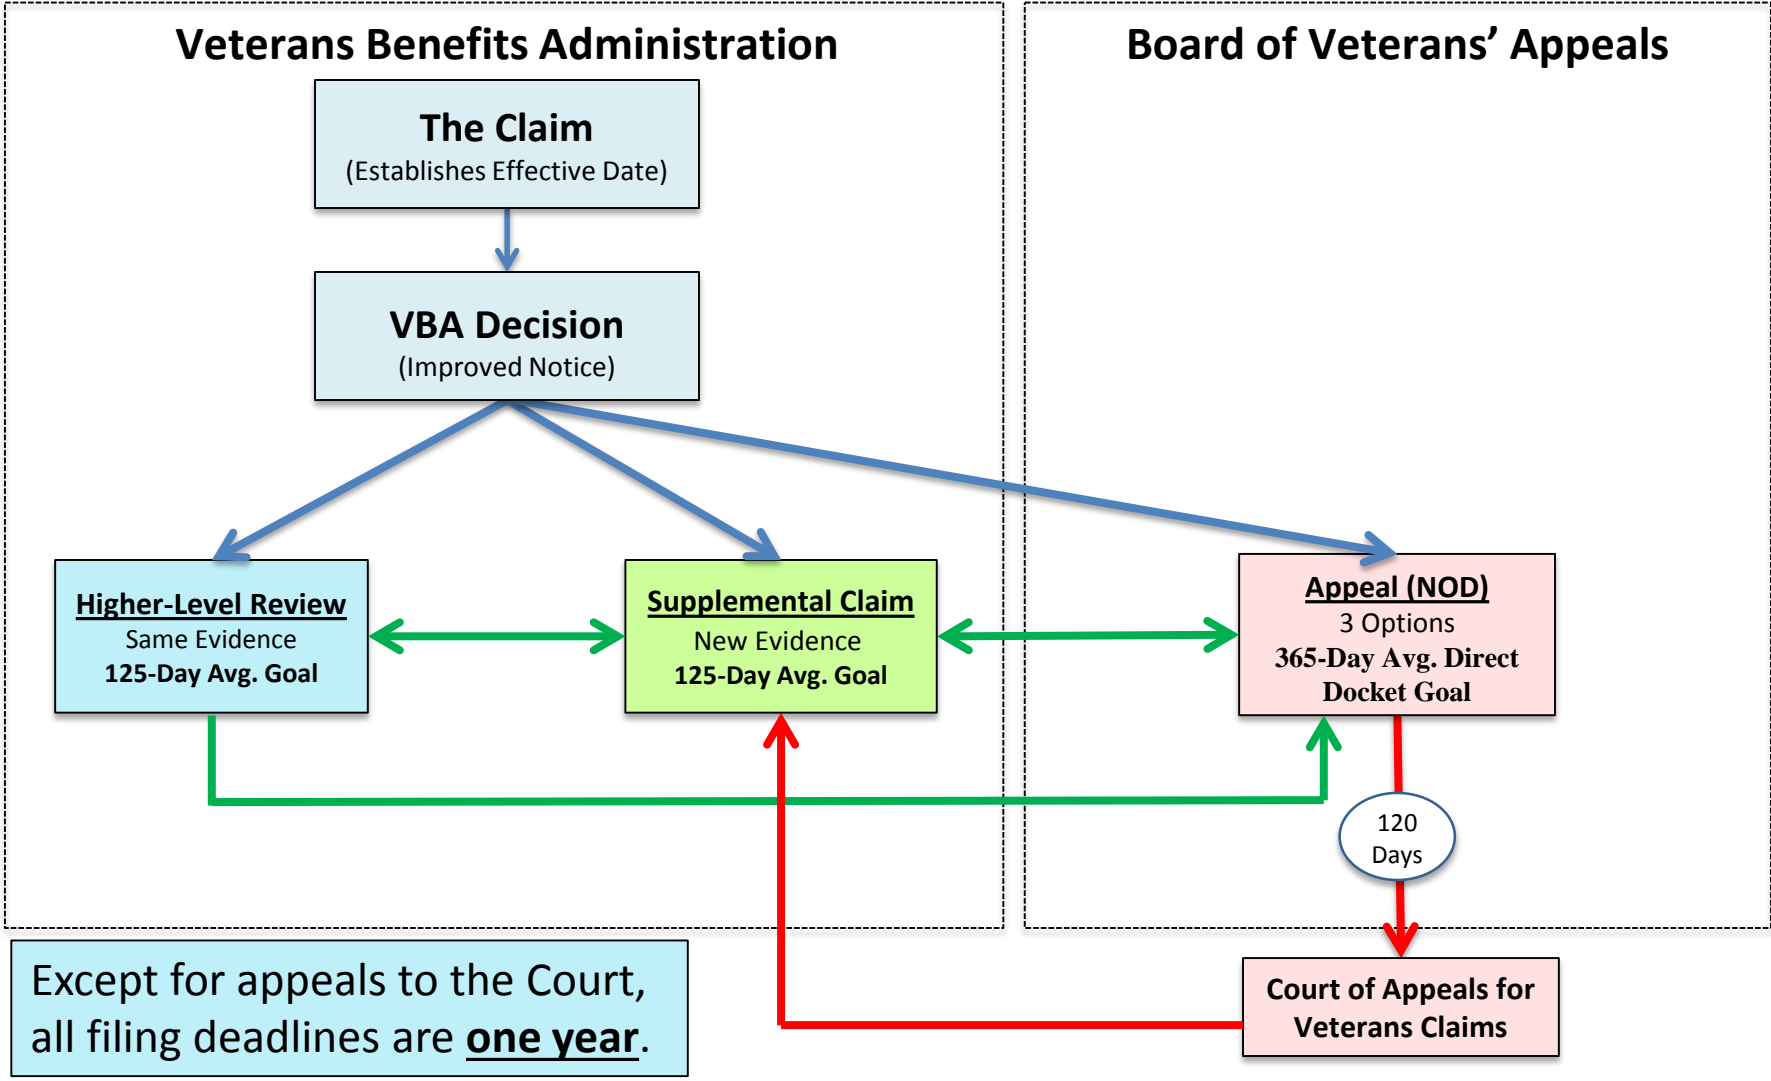 Veterans Benefits Administration
Board of Veterans’ Appeals
The Claim
(Establishes Effective Date)
VBA Decision
(Improved Notice)
Higher-Level Review
Same Evidence
125-Day Avg. Goal
Supplemental Claim
New Evidence
125-Day Avg. Goal
Appeal (NOD)
3 Options
365-Day Avg. Direct
Docket Goal
120
Days
Except for appeals to the Court,
all filing deadlines are one year.
Court of Appeals for
Veterans Claims